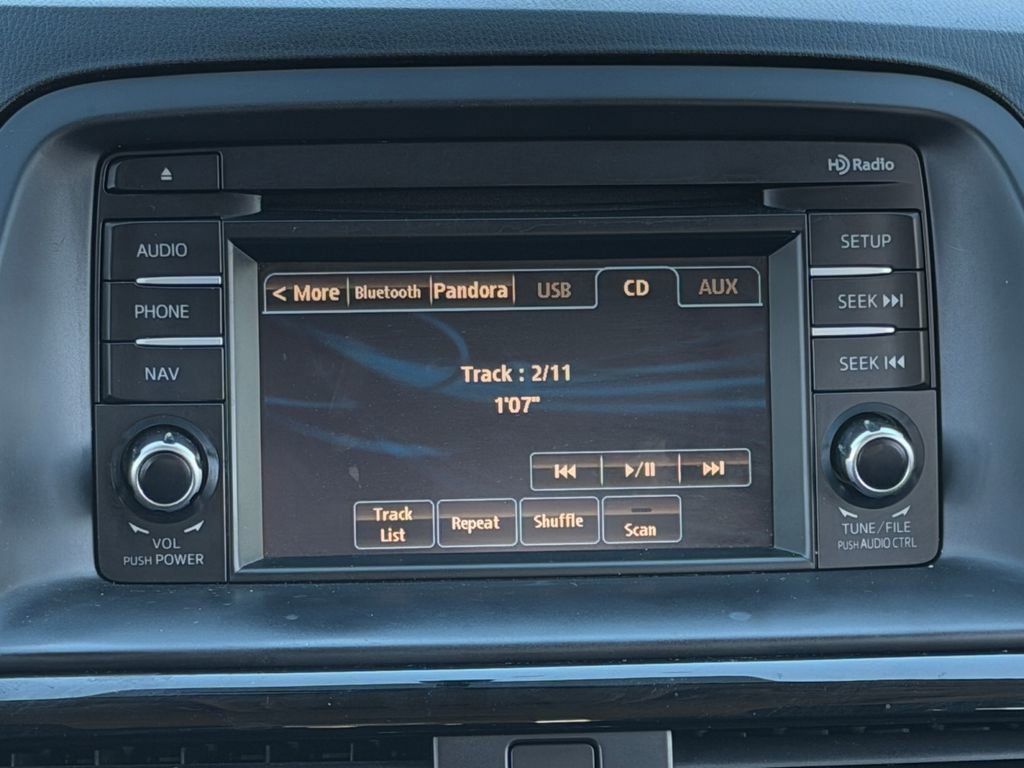 HD Radio
AUDIO
PHONE
NAV
VOL
PUSH POWER
< More Bluetooth Pandora USB CD AUX
Track : 2/11
1'07"
Track
List
Repeat
Shuffle
Scan
SETUP
SEEK
SEEK
TUNE/FILE
PUSH AUDIO CTRL